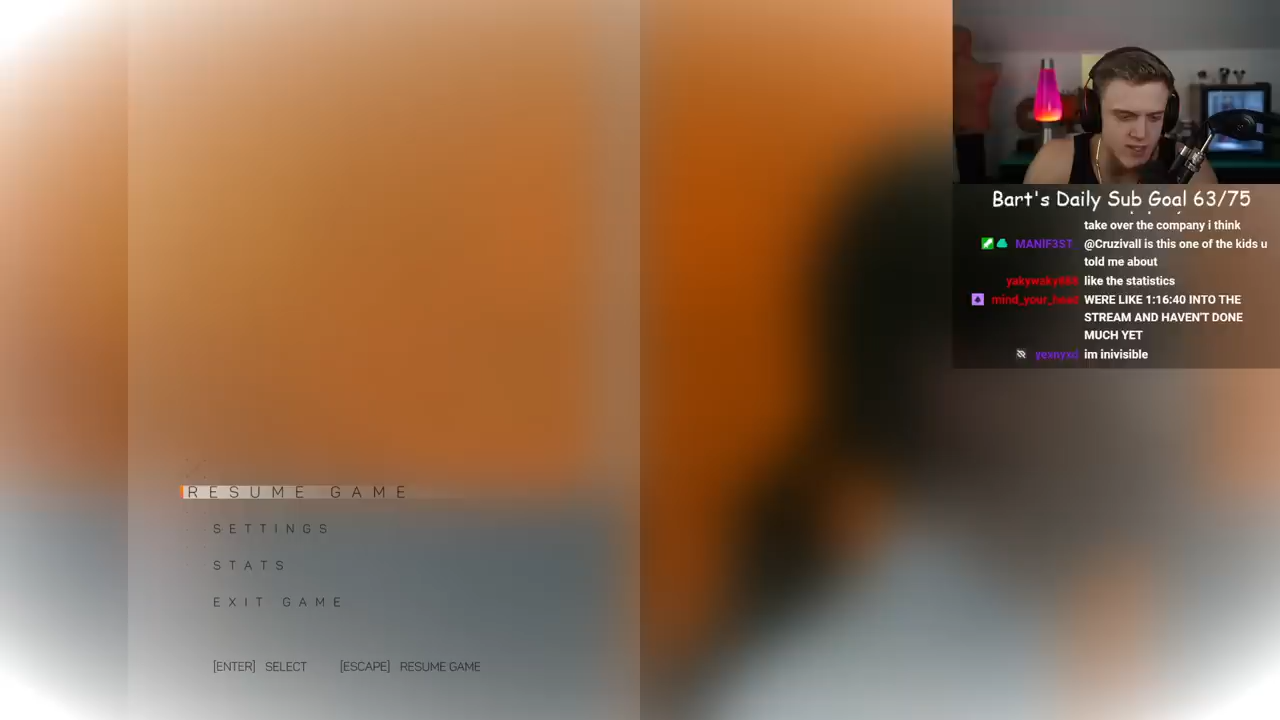 Bart's Daily Sub Goal 63/75
take over the company i think
MANIF3ST @Cruzivall is this one of the kids u
told me about
like the statistics
WERE LIKE 1:16:40 INTO THE
STREAM AND HAVEN'T DONE
MUCH YET
yexnyxd im inivisible
RESUME GAME
SETTINGS
STATS
EXIT GAME
[ENTER] SELECT [ESCAPE] RESUME GAME